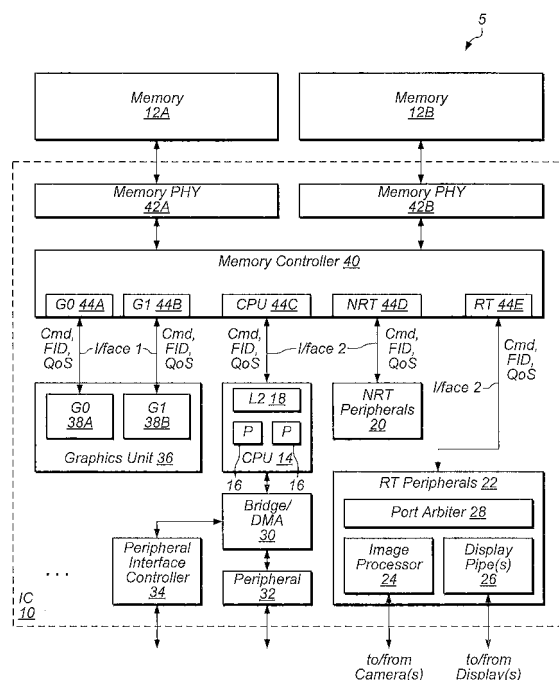 5
Memory
12A
Memory
12B
Memory PHY
42A
Memory PHY
42B
Memory Controller 40
G0 44A
G1 44B
CPU 44C
NRT 44D
RT 44E
Cmd,
FID,
QoS
I/face 1
Cmd,
FID,
QoS
Cmd,
FID,
QoS
I/face 2
Cmd,
FID,
QoS
Cmd,
FID,
QoS
I/face 2
G0
38A
G1
38B
Graphics Unit 36
L2 18
P
P
CPU 14
16
16
NRT
Peripherals
20
RT Peripherals 22
Port Arbiter
28
Image
Processor
24
Display
Pipe(s)
26
Bridge/
DMA
30
Peripheral
Interface
Controller
34
Peripheral
32
. . .
IC
10
to/from
Camera(s)
to/from
Display(s)